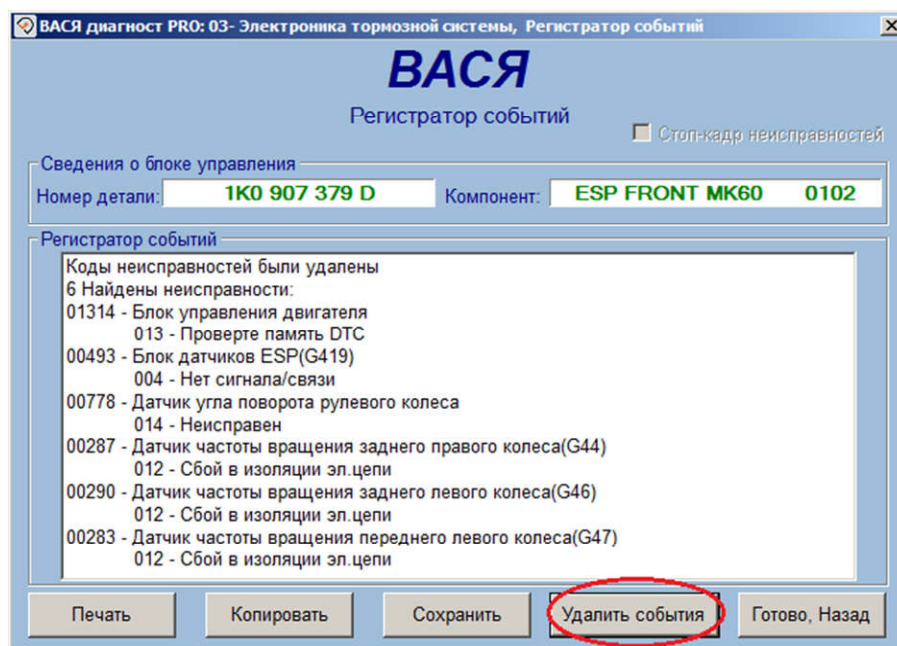 ВАСЯ диагност PRO: 03- Электроника тормозной системы, Регистратор событий
ВАСЯ
Регистратор событий
Стоп-кадр неисправностей
Сведения о блоке управления
Номер детали: 1K0 907 379 D Компонент: ESP FRONT MK60 0102
Регистратор событий
Коды неисправностей были удалены
6 Найдены неисправности:
01314 - Блок управления двигателя
013 - Проверте память DTC
00493 - Блок датчиков ESP(G419)
004 - Нет сигнала/связи
00778 - Датчик угла поворота рулевого колеса
014 - Неисправен
00287 - Датчик частоты вращения заднего правого колеса(G44)
012 - Сбой в изоляции эл.цепи
00290 - Датчик частоты вращения заднего левого колеса(G46)
012 - Сбой в изоляции эл.цепи
00283 - Датчик частоты вращения переднего левого колеса(G47)
012 - Сбой в изоляции эл.цепи
Печать Копировать Сохранить Удалить события Готово, Назад